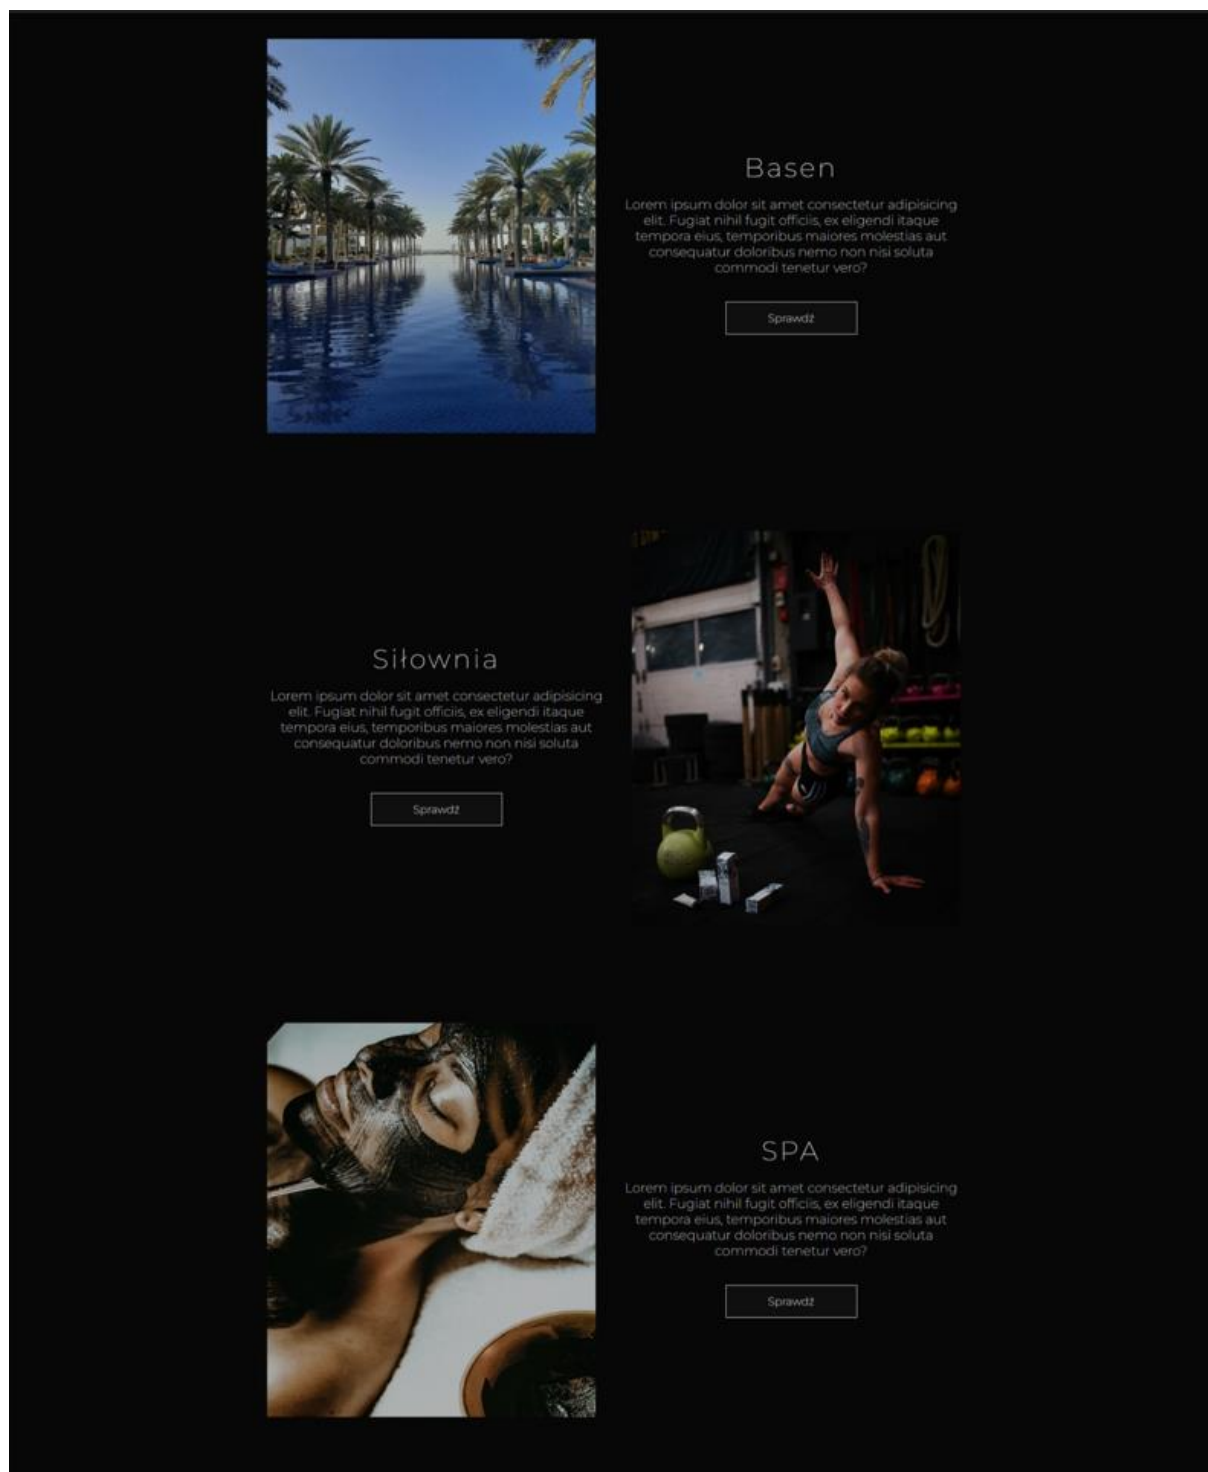 Basen
Lorem ipsum dolor sit amet consectetur adipisicing
elit. Fugiat nihil fugit officiis, ex eligendi itaque
tempora eius, temporibus maiores molestias aut
consequatur doloribus nemo non nisi soluta
commodi tenetur vero?
Sprawdź
Siłownia
Lorem ipsum dolor sit amet consectetur adipisicing
elit. Fugiat nihil fugit officiis, ex eligendi itaque
tempora eius, temporibus maiores molestias aut
consequatur doloribus nemo non nisi soluta
commodi tenetur vero?
Sprawdź
SPA
Lorem ipsum dolor sit amet consectetur adipisicing
elit. Fugiat nihil fugit officiis, ex eligendi itaque
tempora eius, temporibus maiores molestias aut
consequatur doloribus nemo non nisi soluta
commodi tenetur vero?
Sprawdź